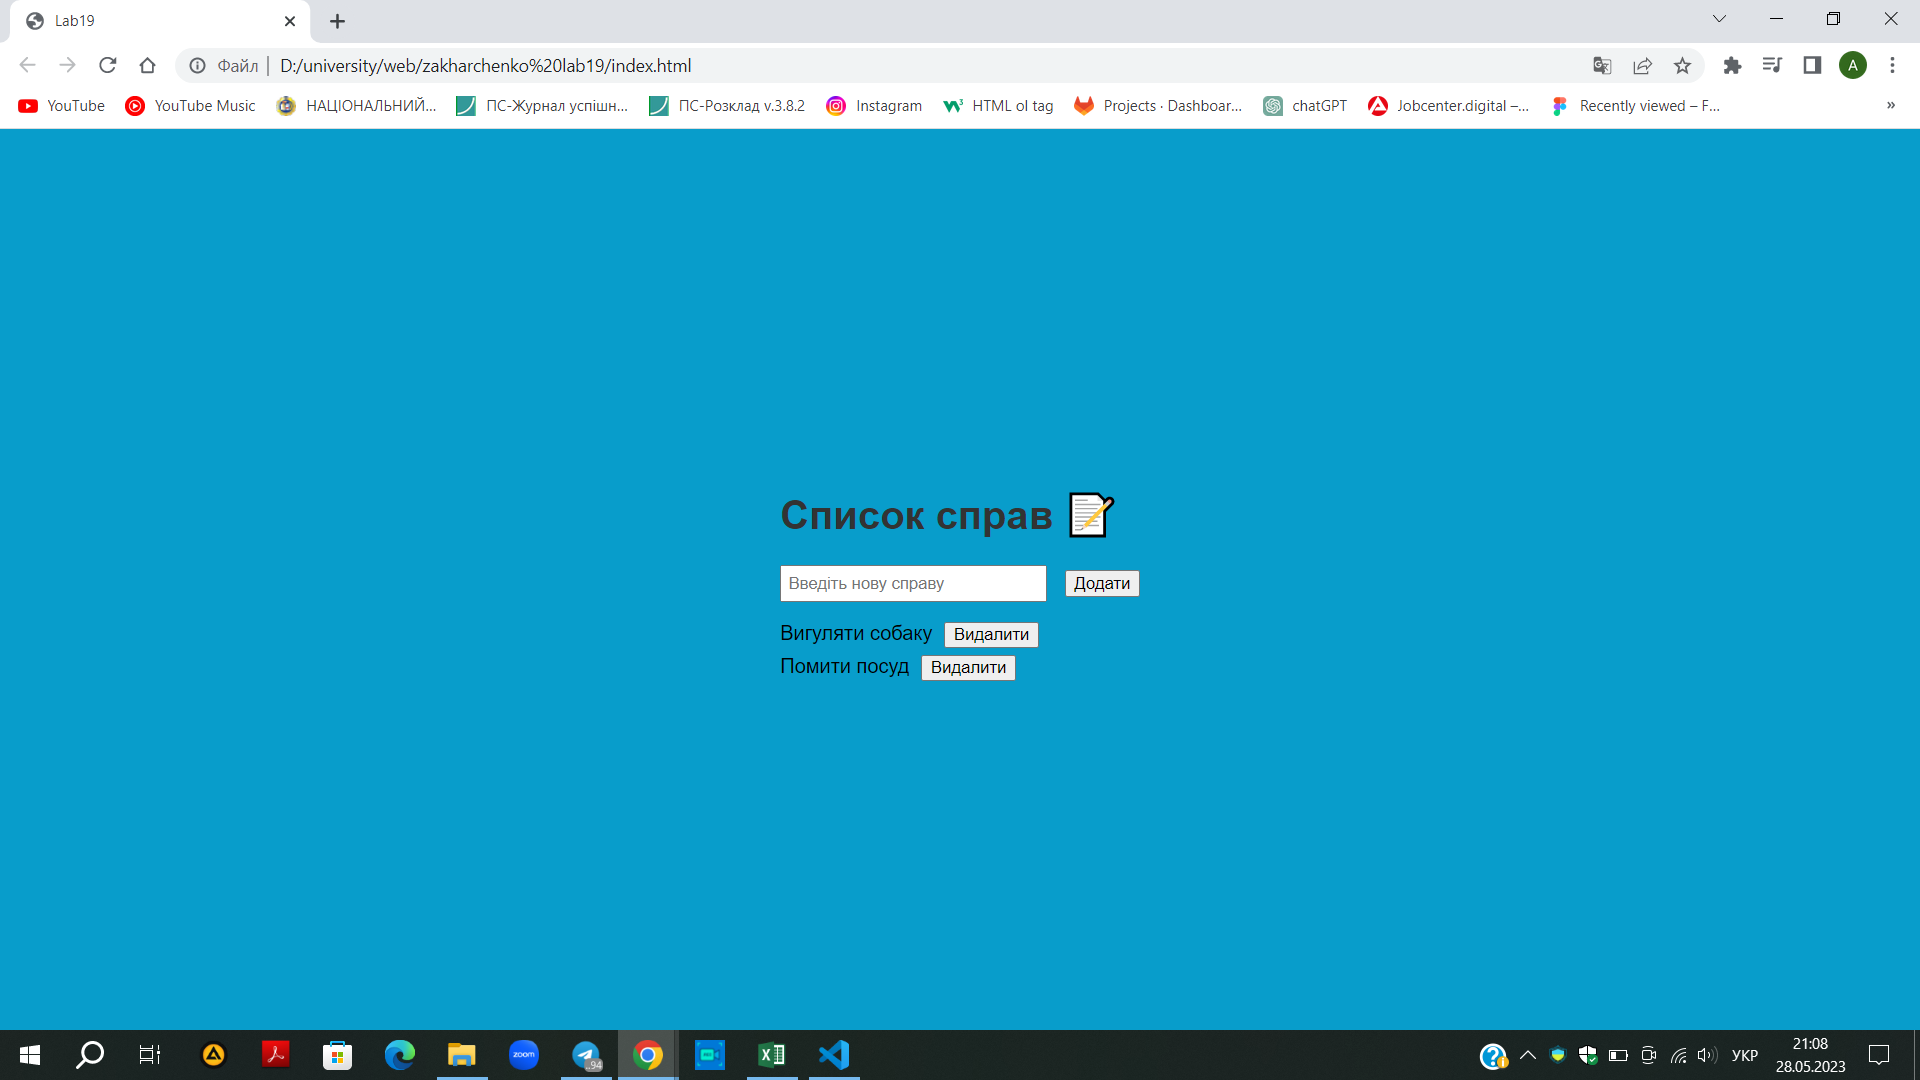 Lab19
Файл | D:/university/web/zakharchenko%20lab19/index.html
A
YouTube YouTube Music НАЦІОНАЛЬНИЙ... ПС-Журнал успішн... ПС-Розклад v.3.8.2 Instagram HTML ol tag Projects · Dashboar... chatGPT Jobcenter.digital –... Recently viewed – F... »
Список справ
Введіть нову справу Додати
Вигуляти собаку Видалити
Помити посуд Видалити
zoom
..94
УКР
21:08
28.05.2023